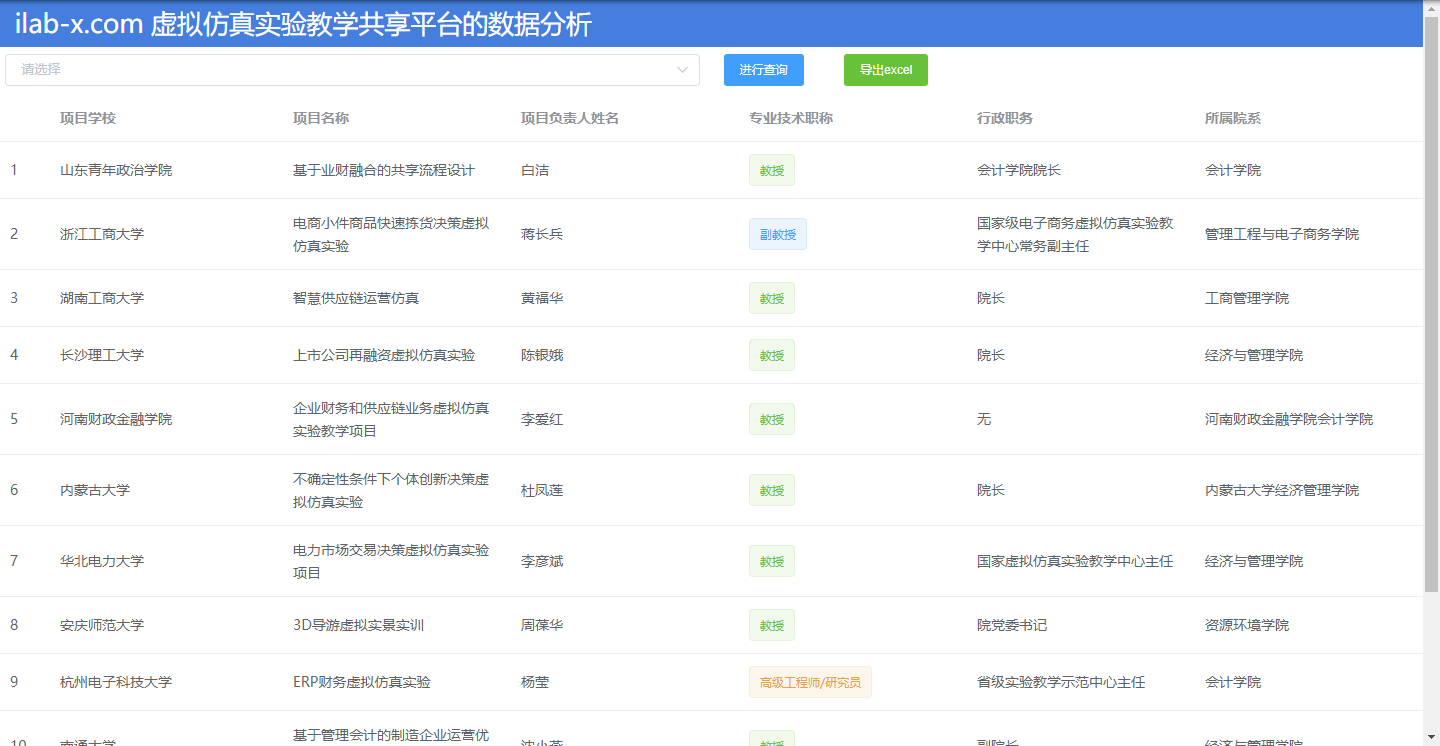 ilab-x.com 虚拟仿真实验教学共享平台的数据分析
请选择 进行查询 导出excel
项目学校 项目名称 项目负责人姓名 专业技术职称 行政职务 所属院系
1 山东青年政治学院 基于业财融合的共享流程设计 白洁 教授 会计学院院长 会计学院
电商小件商品快速拣货决策虚拟 国家级电子商务虚拟仿真实验教
2 浙江工商大学 蒋长兵 副教授 管理工程与电子商务学院
仿真实验 学中心常务副主任
3 湖南工商大学 智慧供应链运营仿真 黄福华 教授 院长 工商管理学院
4 长沙理工大学 上市公司再融资虚拟仿真实验 陈银娥 教授 院长 经济与管理学院
企业财务和供应链业务虚拟仿真
5 河南财政金融学院 李爱红 教授 无 河南财政金融学院会计学院
实验教学项目
不确定性条件下个体创新决策虚
6 内蒙古大学 杜凤莲 教授 院长 内蒙古大学经济管理学院
拟仿真实验
电力市场交易决策虚拟仿真实验
7 华北电力大学 李彦斌 教授 国家虚拟仿真实验教学中心主任 经济与管理学院
项目
8 安庆师范大学 3D导游虚拟实景实训 周葆华 教授 院党委书记 资源环境学院
9 杭州电子科技大学 ERP财务虚拟仿真实验 杨莹 高级工程师/研究员 省级实验教学示范中心主任 会计学院
基于管理会计的制造企业运营优
10 南通大学 沈小燕 教授 副院长 经济与管理学院